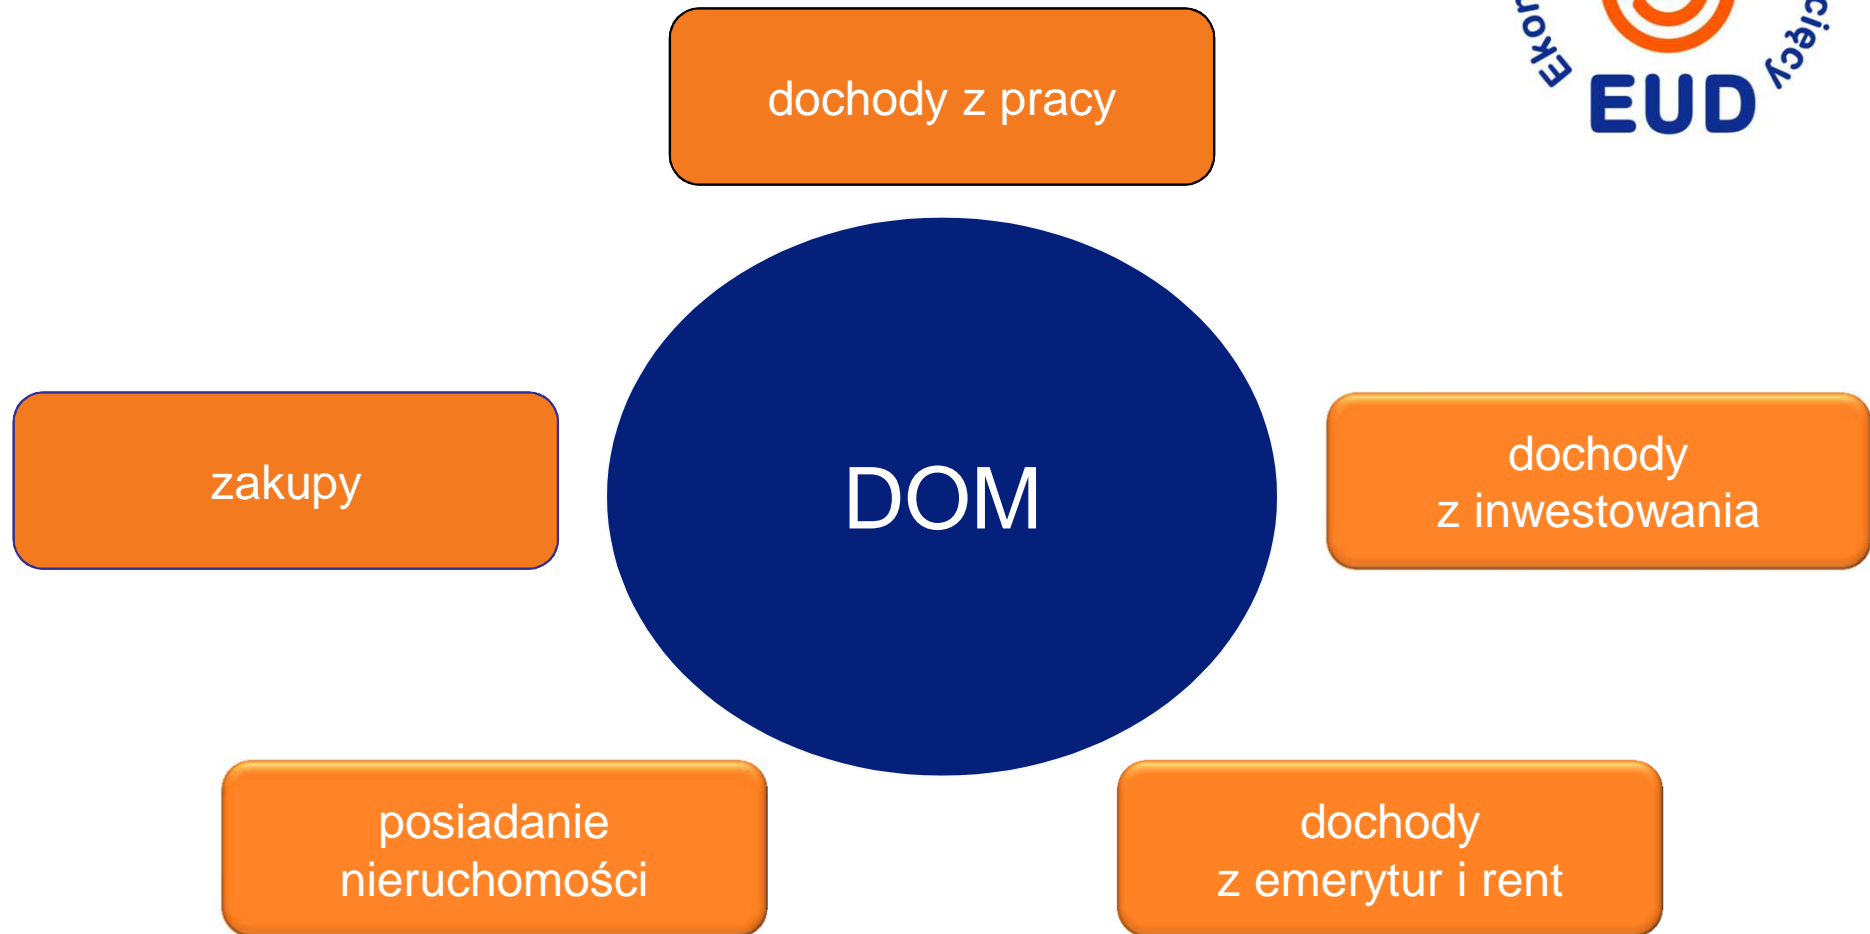 dochody z pracy
EUD
zakupy
DOM
dochody
z inwestowania
posiadanie
nieruchomości
dochody
z emerytur i rent